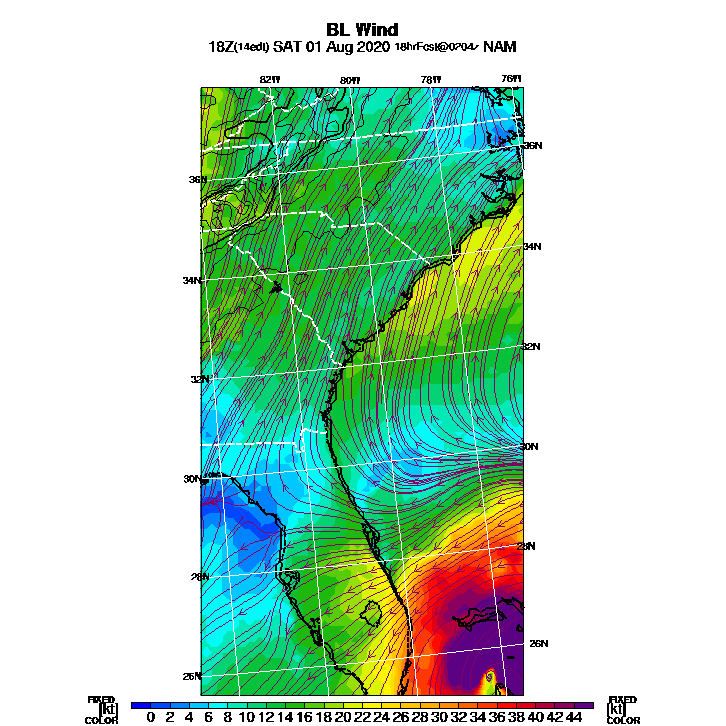 BL Wind
18Z(14edt) SAT 01 Aug 2020 18hrFcst@0204z NAM
82W 80W 78W 76W
36N
36N
34N
34N
32N
32N
30N
30N
28N
28N
26N
26N
FIXED FIXED
[kt] 0 2 4 6 8 10 12 14 16 18 20 22 24 26 28 30 32 34 36 38 40 42 44 [kt]
COLOR COLOR